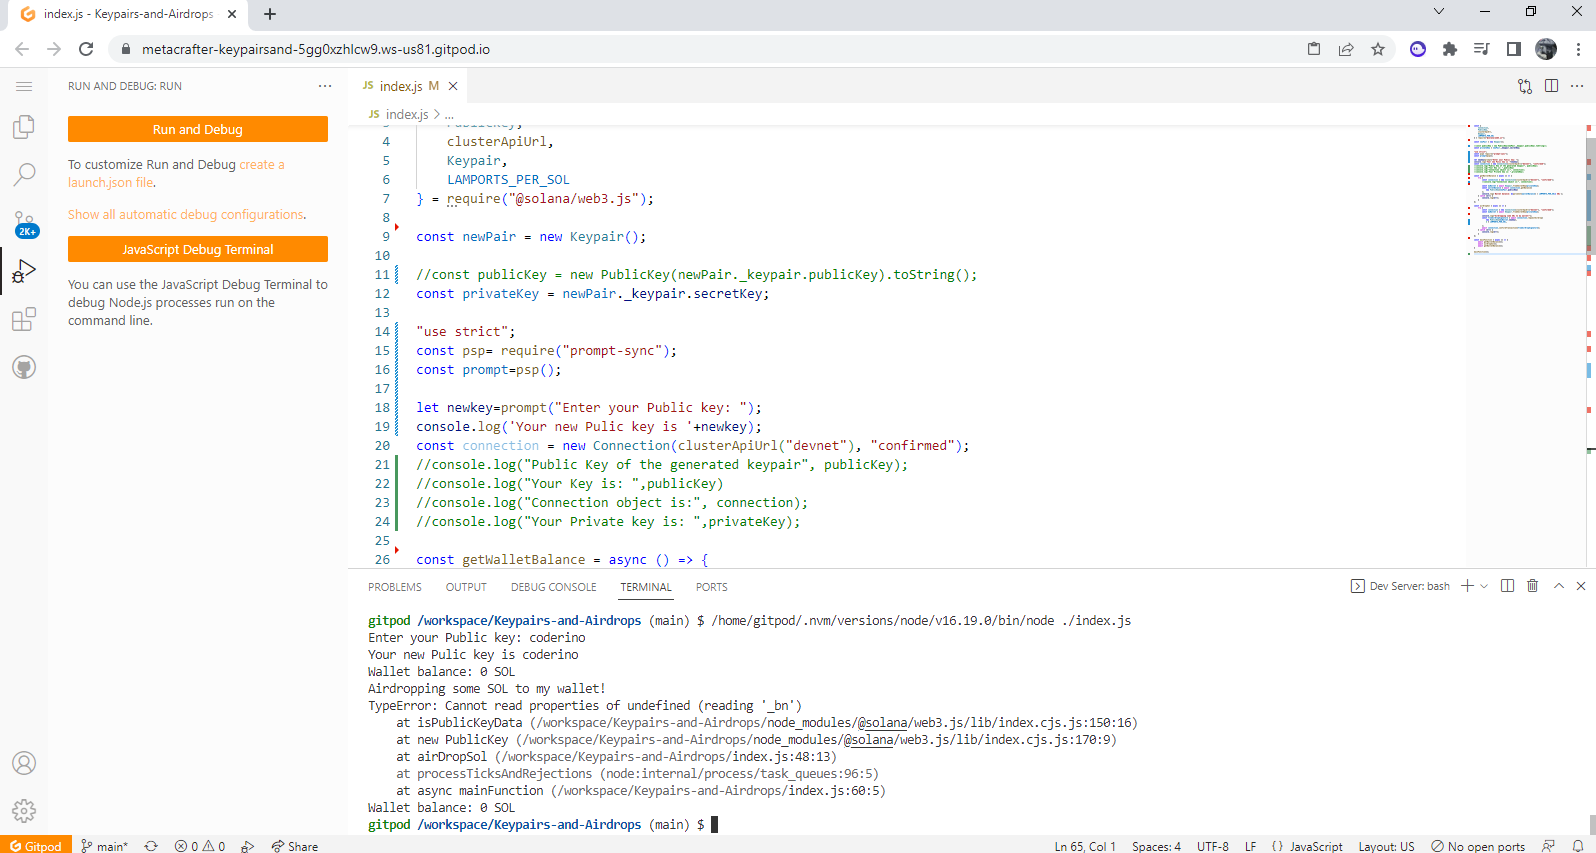 index.js - Keypairs-and-Airdrops
metacrafter-keypairsand-5gg0xzhlcw9.ws-us81.gitpod.io
RUN AND DEBUG: RUN
Run and Debug
To customize Run and Debug create a
launch.json file.
Show all automatic debug configurations.
JavaScript Debug Terminal
You can use the JavaScript Debug Terminal to
debug Node.js processes run on the
command line.
2K+
JS index.js M
JS index.js > ...
3 PublicKey,
4 clusterApiUrl,
5 Keypair,
6 LAMPORTS_PER_SOL
7 } = require("@solana/web3.js");
8
9 const newPair = new Keypair();
10
11 //const publicKey = new PublicKey(newPair._keypair.publicKey).toString();
12 const privateKey = newPair._keypair.secretKey;
13
14 "use strict";
15 const psp= require("prompt-sync");
16 const prompt=psp();
17
18 let newkey=prompt("Enter your Public key: ");
19 console.log('Your new Pulic key is '+newkey);
20 const connection = new Connection(clusterApiUrl("devnet"), "confirmed");
21 //console.log("Public Key of the generated keypair", publicKey);
22 //console.log("Your Key is: ",publicKey)
23 //console.log("Connection object is:", connection);
24 //console.log("Your Private key is: ",privateKey);
25
26 const getWalletBalance = async () => {
PROBLEMS OUTPUT DEBUG CONSOLE TERMINAL PORTS
Dev Server: bash
gitpod /workspace/Keypairs-and-Airdrops (main) $ /home/gitpod/.nvm/versions/node/v16.19.0/bin/node ./index.js
Enter your Public key: coderino
Your new Pulic key is coderino
Wallet balance: 0 SOL
Airdropping some SOL to my wallet!
TypeError: Cannot read properties of undefined (reading '_bn')
at isPublicKeyData (/workspace/Keypairs-and-Airdrops/node_modules/@solana/web3.js/lib/index.cjs.js:150:16)
at new PublicKey (/workspace/Keypairs-and-Airdrops/node_modules/@solana/web3.js/lib/index.cjs.js:170:9)
at airDropSol (/workspace/Keypairs-and-Airdrops/index.js:48:13)
at processTicksAndRejections (node:internal/process/task_queues:96:5)
at async mainFunction (/workspace/Keypairs-and-Airdrops/index.js:60:5)
Wallet balance: 0 SOL
gitpod /workspace/Keypairs-and-Airdrops (main) $
Gitpod main* 0 0 Share
Ln 65, Col 1 Spaces: 4 UTF-8 LF {} JavaScript Layout: US No open ports